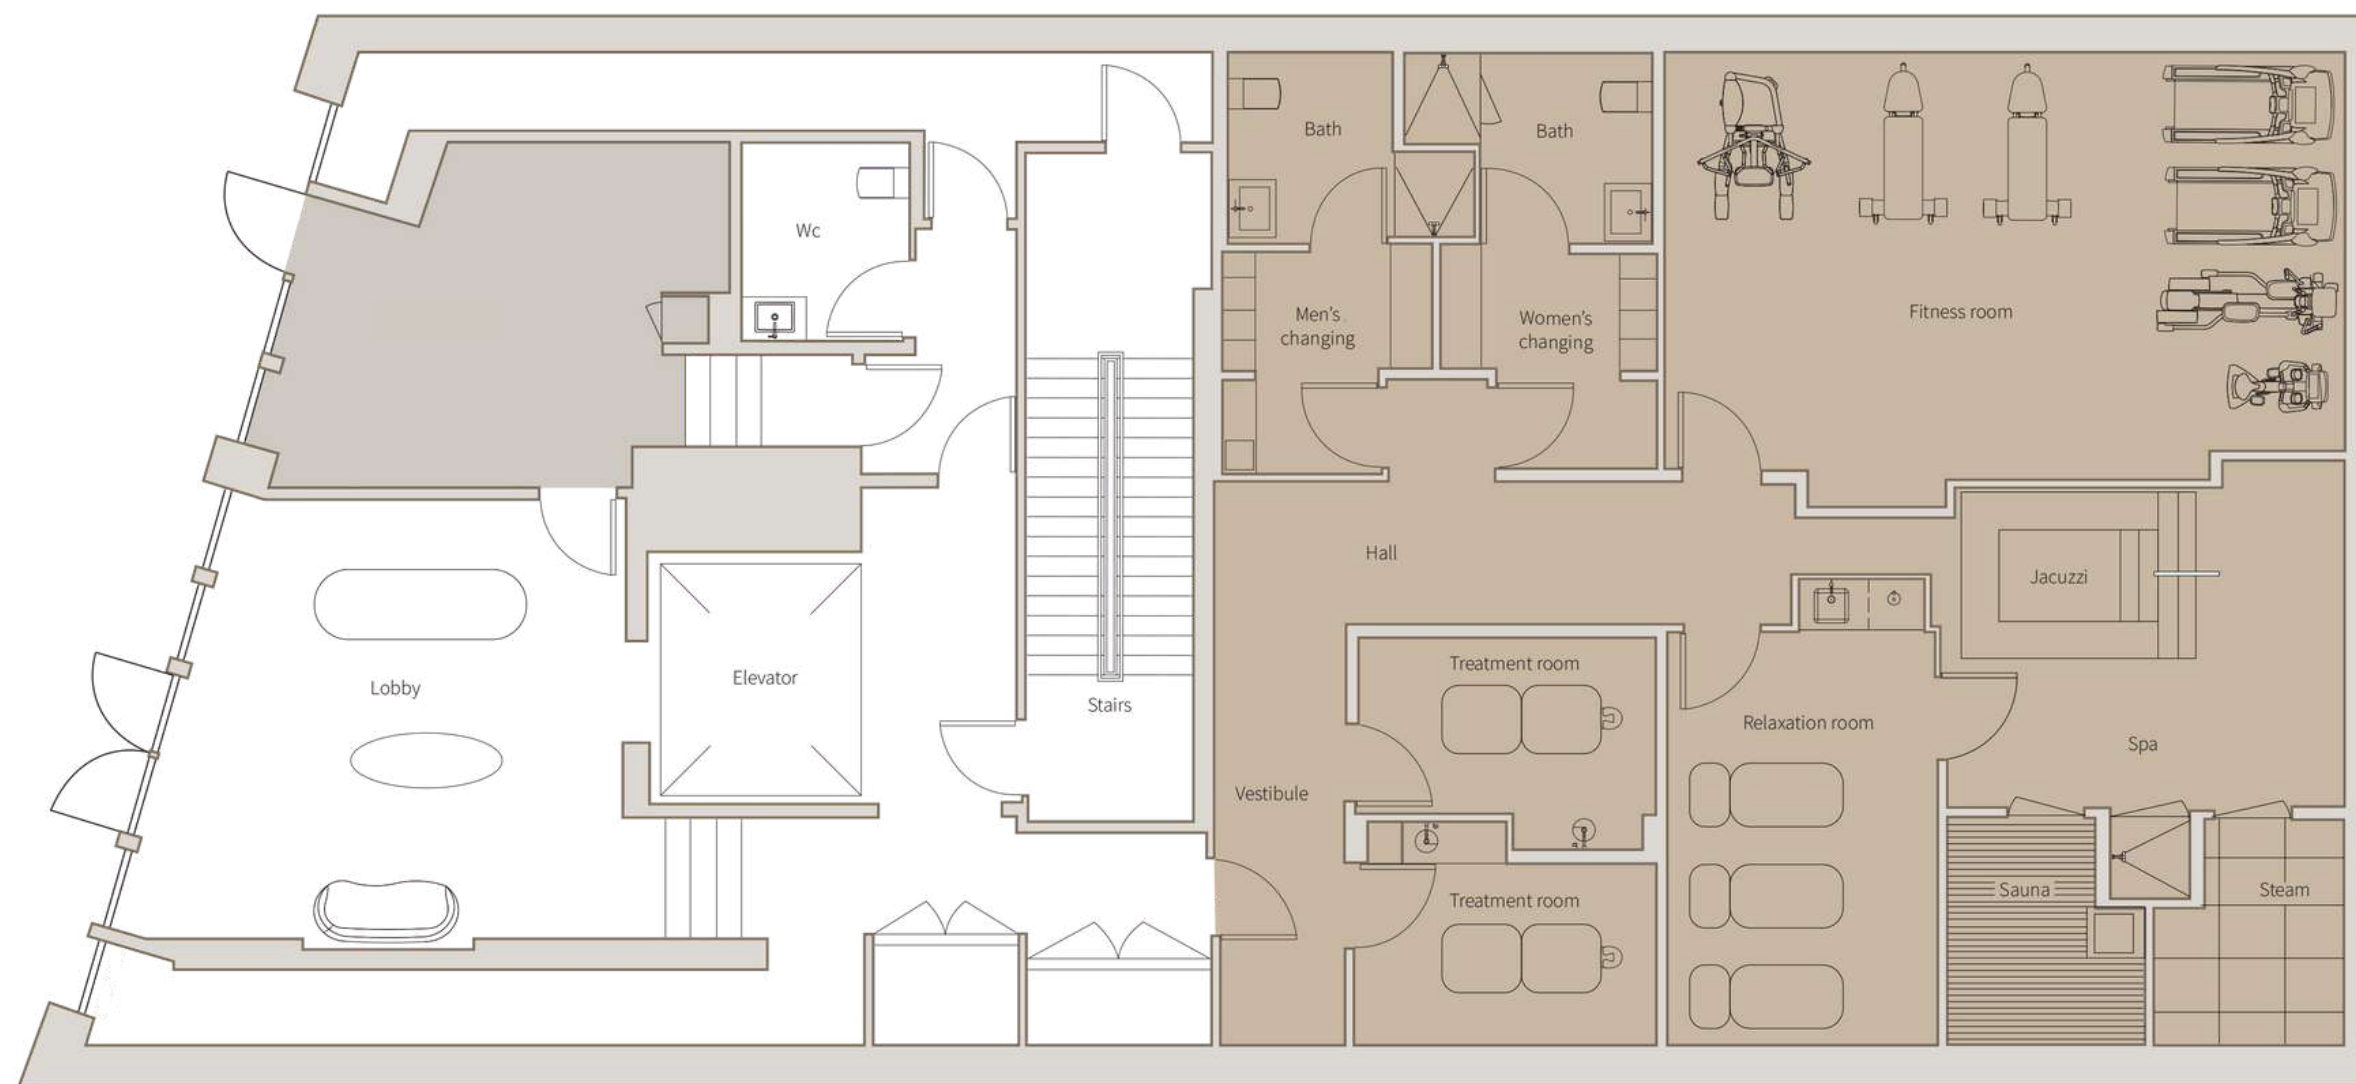 Bath
Bath
Wc
Men's
changing
Women's
changing
Fitness room
Hall
Jacuzzi
Treatment room
Elevator
Lobby
Stairs
Relaxation room
Spa
Vestibule
Treatment room
Sauna
Steam